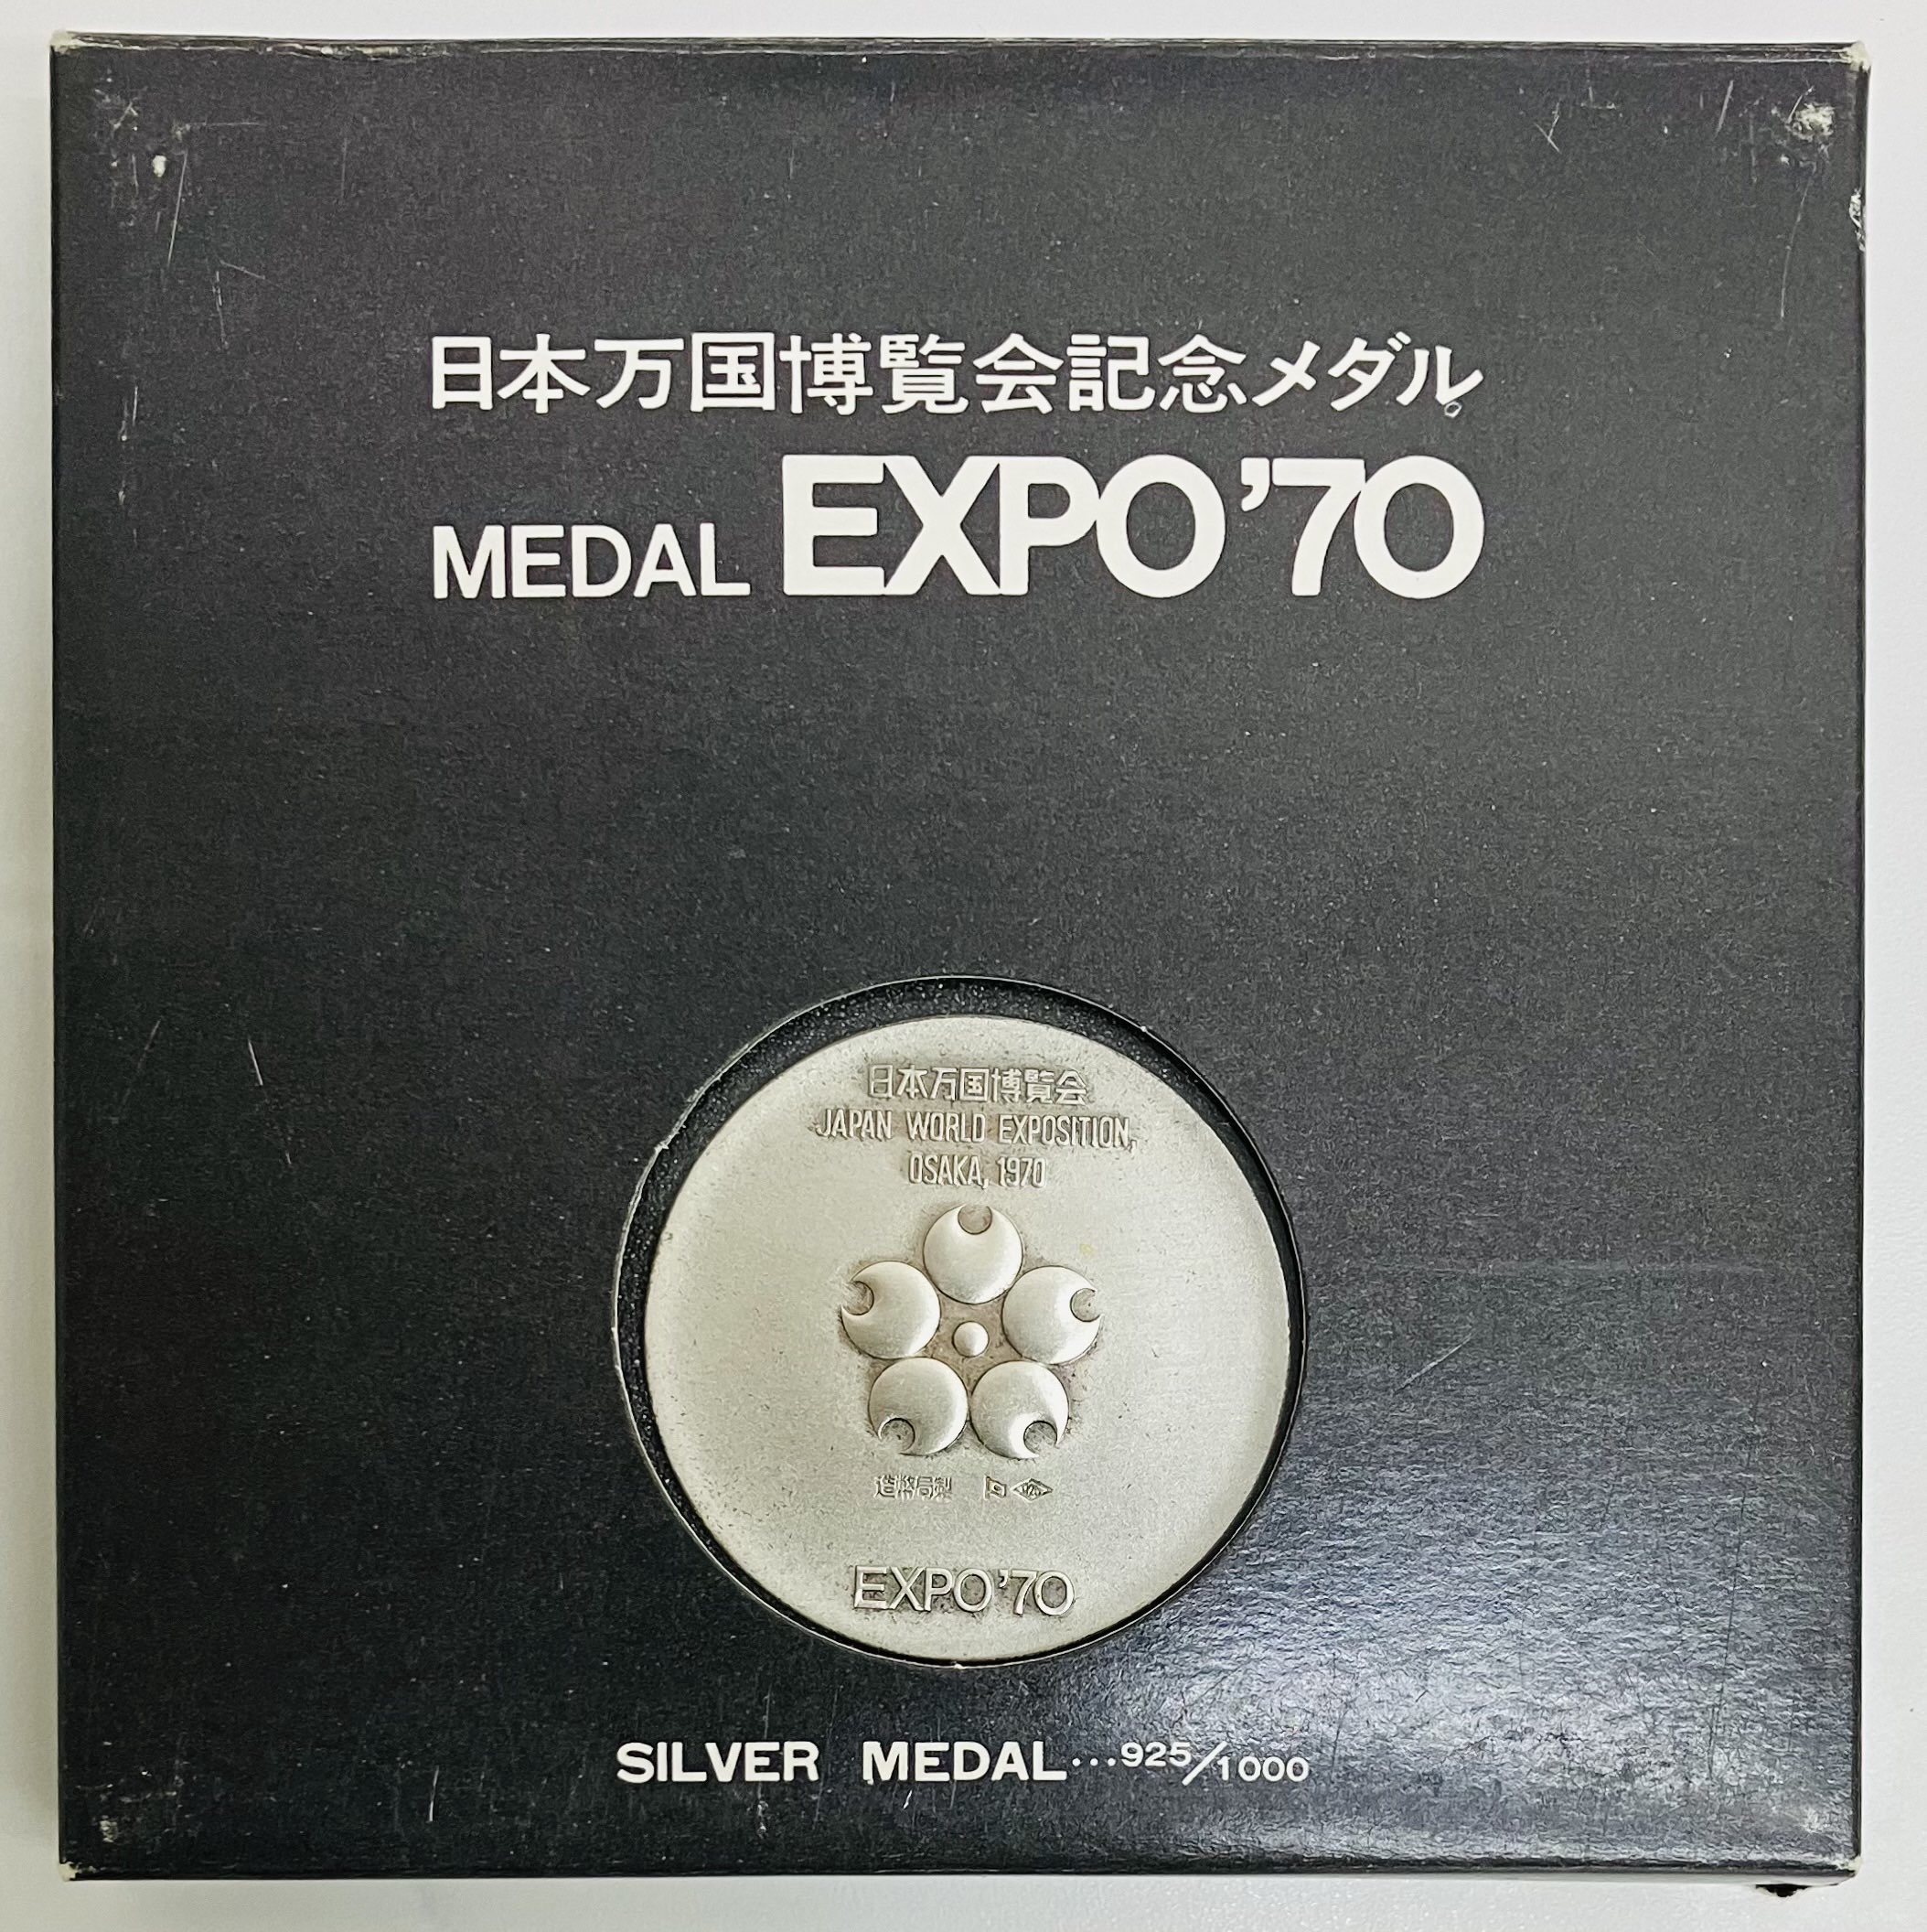 日本万国博覧会記念メダル
MEDAL EXPO'70
日本万国博覧会
JAPAN WORLD EXPOSITION,
OSAKA, 1970
造幣局製 925
EXPO'70
SILVER MEDAL...925/1000